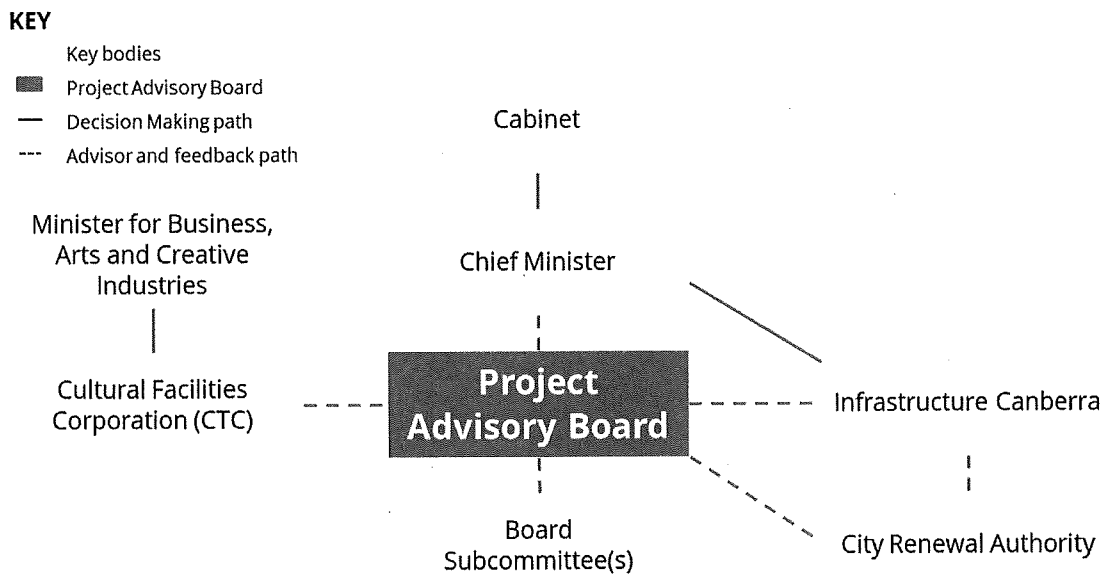 KEY
Key bodies
Project Advisory Board
Decision Making path
Advisor and feedback path
Cabinet
Minister for Business,
Arts and Creative
Industries
Chief Minister
Cultural Facilities
Corporation (CTC)
Project
Advisory Board
Infrastructure Canberra
Board
Subcommittee(s)
City Renewal Authority